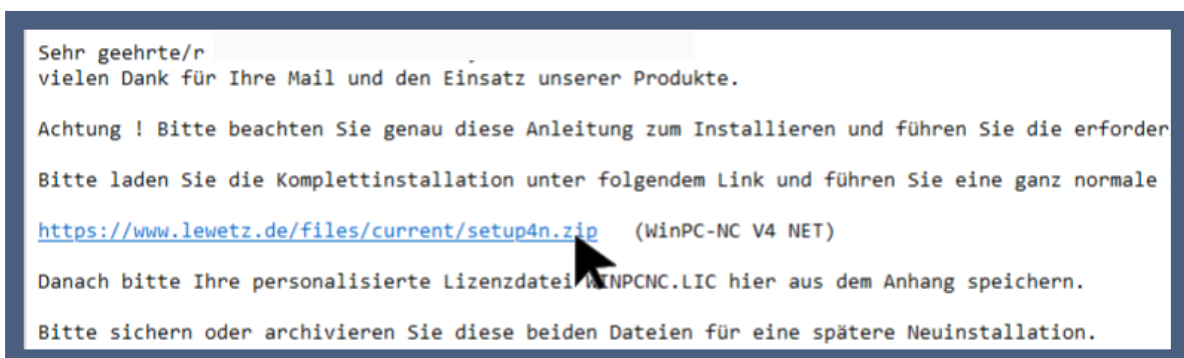 Sehr geehrte/r
vielen Dank für Ihre Mail und den Einsatz unserer Produkte.
Achtung ! Bitte beachten Sie genau diese Anleitung zum Installieren und führen Sie die erforder
Bitte laden Sie die Komplettinstallation unter folgendem Link und führen Sie eine ganz normale
https://www.lewetz.de/files/current/setup4n.zip (WinPC-NC V4 NET)
Danach bitte Ihre personalisierte Lizenzdatei WINPCNC.LIC hier aus dem Anhang speichern.
Bitte sichern oder archivieren Sie diese beiden Dateien für eine spätere Neuinstallation.